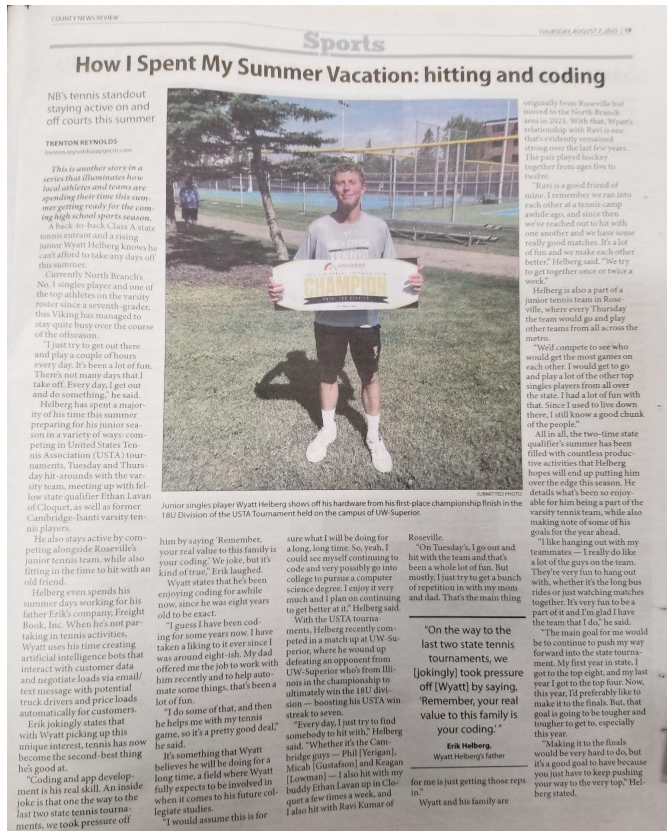 COUNTY NEWS REVIEW
THURSDAY, AUGUST 7, 2025 | 19
Sports
How I Spent My Summer Vacation: hitting and coding
NB's tennis standout
staying active on and
off courts this summer
TRENTON REYNOLDS
This is another story in a
series that illuminates how
local athletes and teams are
spending their time this sum-
mer getting ready for the com-
ing high school sports season.
A back-to-back Class A state
tennis entrant and a rising
junior Wyatt Helberg knows he
can't afford to take any days off
this summer.
Currently North Branch's
No. 1 singles player and one of
the top athletes on the varsity
roster since a seventh-grader,
this Viking has managed to
stay quite busy over the course
of the offseason.
"I just try to get out there
and play a couple of hours
every day. It's been a lot of fun.
There's not many days that I
take off. Every day, I get out
and do something," he said.
Helberg has spent a major-
ity of his time this summer
preparing for his junior sea-
son in a variety of ways: com-
peting in United States Ten-
nis Association (USTA) tour-
naments, Tuesday and Thurs-
day hit-arounds with the var-
sity team, meeting up with fel-
low state qualifier Ethan Lavan
of Cloquet, as well as former
Cambridge-Isanti varsity ten-
nis players.
He also stays active by com-
peting alongside Roseville's
junior tennis team, while also
fitting in the time to hit with an
old friend.
Helberg even spends his
summer days working for his
father Erik's company, Freight
Book, Inc. When he's not par-
taking in tennis activities,
Wyatt uses his time creating
artificial intelligence bots that
interact with customer data
and negotiate loads via email/
text message with potential
truck drivers and price loads
automatically for customers.
Erik jokingly states that
with Wyatt picking up this
unique interest, tennis has now
become the second-best thing
he's good at.
"Coding and app develop-
ment is his real skill. An inside
joke is that one the way to the
last two state tennis tourna-
ments, we took pressure off
CHAMPION
SUBMITTED PHOTO
Junior singles player Wyatt Helberg shows off his hardware from his first-place championship finish in the
18U Division of the USTA Tournament held on the campus of UW-Superior.
him by saying 'Remember,
your real value to this family is
your coding.' We joke, but it's
kind of true," Erik laughed.
Wyatt states that he's been
enjoying coding for awhile
now, since he was eight years
old to be exact.
"I guess I have been cod-
ing for some years now. I have
taken a liking to it ever since I
was around eight-ish. My dad
offered me the job to work with
him recently and to help auto-
mate some things, that's been a
lot of fun.
"I do some of that, and then
he helps me with my tennis
game, so it's a pretty good deal,"
he said.
It's something that Wyatt
believes he will be doing for a
long time, a field where Wyatt
fully expects to be involved in
when it comes to his future col-
legiate studies.
"I would assume this is for
sure what I will be doing for
a long, long time. So, yeah, I
could see myself continuing to
code and very possibly go into
college to pursue a computer
science degree. I enjoy it very
much and I plan on continuing
to get better at it," Helberg said.
With the USTA tourna-
ments, Helberg recently com-
peted in a match up at UW-Su-
perior, where he wound up
defeating an opponent from
UW-Superior who's from Illi-
nois in the championship to
ultimately win the 18U divi-
sion — boosting his USTA win
streak to seven.
"Every day, I just try to find
somebody to hit with," Helberg
said. "Whether it's the Cam-
bridge guys — Phil [Yerigan],
Micah [Gustafson] and Keagan
[Lowman] — I also hit with my
buddy Ethan Lavan up in Clo-
quet a few times a week, and
I also hit with Ravi Kumar of
Roseville.
"On Tuesday's, I go out and
hit with the team and that's
been a whole lot of fun. But
mostly, I just try to get a bunch
of repetition in with my mom
and dad. That's the main thing
"On the way to the
last two state tennis
tournaments, we
[jokingly] took pressure
off [Wyatt] by saying,
'Remember, your real
value to this family is
your coding.'"
Erik Helberg,
Wyatt Helberg's father
for me is just getting those reps
in."
Wyatt and his family are
originally from Roseville but
moved to the North Branch
area in 2021. With that, Wyatt's
relationship with Ravi is one
that's evidently remained
strong over the last few years.
The pair played hockey
together from ages five to
twelve.
"Ravi is a good friend of
mine. I remember we ran into
each other at a tennis camp
awhile ago, and since then
we've reached out to hit with
one another and we have some
really good matches. It's a lot
of fun and we make each other
better," Helberg said. "We try
to get together once or twice a
week."
Helberg is also a part of a
junior tennis team in Rose-
ville, where every Thursday
the team would go and play
other teams from all across the
metro.
"We'd compete to see who
would get the most games on
each other. I would get to go
and play a lot of the other top
singles players from all over
the state. I had a lot of fun with
that. Since I used to live down
there, I still know a good chunk
of the people."
All in all, the two-time state
qualifier's summer has been
filled with countless produc-
tive activities that Helberg
hopes will end up putting him
over the edge this season. He
details what's been so enjoy-
able for him being a part of the
varsity tennis team, while also
making note of some of his
goals for the year ahead.
"I like hanging out with my
teammates — I really do like
a lot of the guys on the team.
They're very fun to hang out
with, whether it's the long bus
rides or just watching matches
together. It's very fun to be a
part of it and I'm glad I have
the team that I do," he said.
"The main goal for me would
be to continue to push my way
forward into the state tourna-
ment. My first year in state, I
got to the top eight, and my last
year I got to the top four. Now,
this year, I'd preferably like to
make it to the finals. But, that
goal is going to be tougher and
tougher to get to, especially
this year.
"Making it to the finals
would be very hard to do, but
it's a good goal to have because
you just have to keep pushing
your way to the very top," Hel-
berg stated.